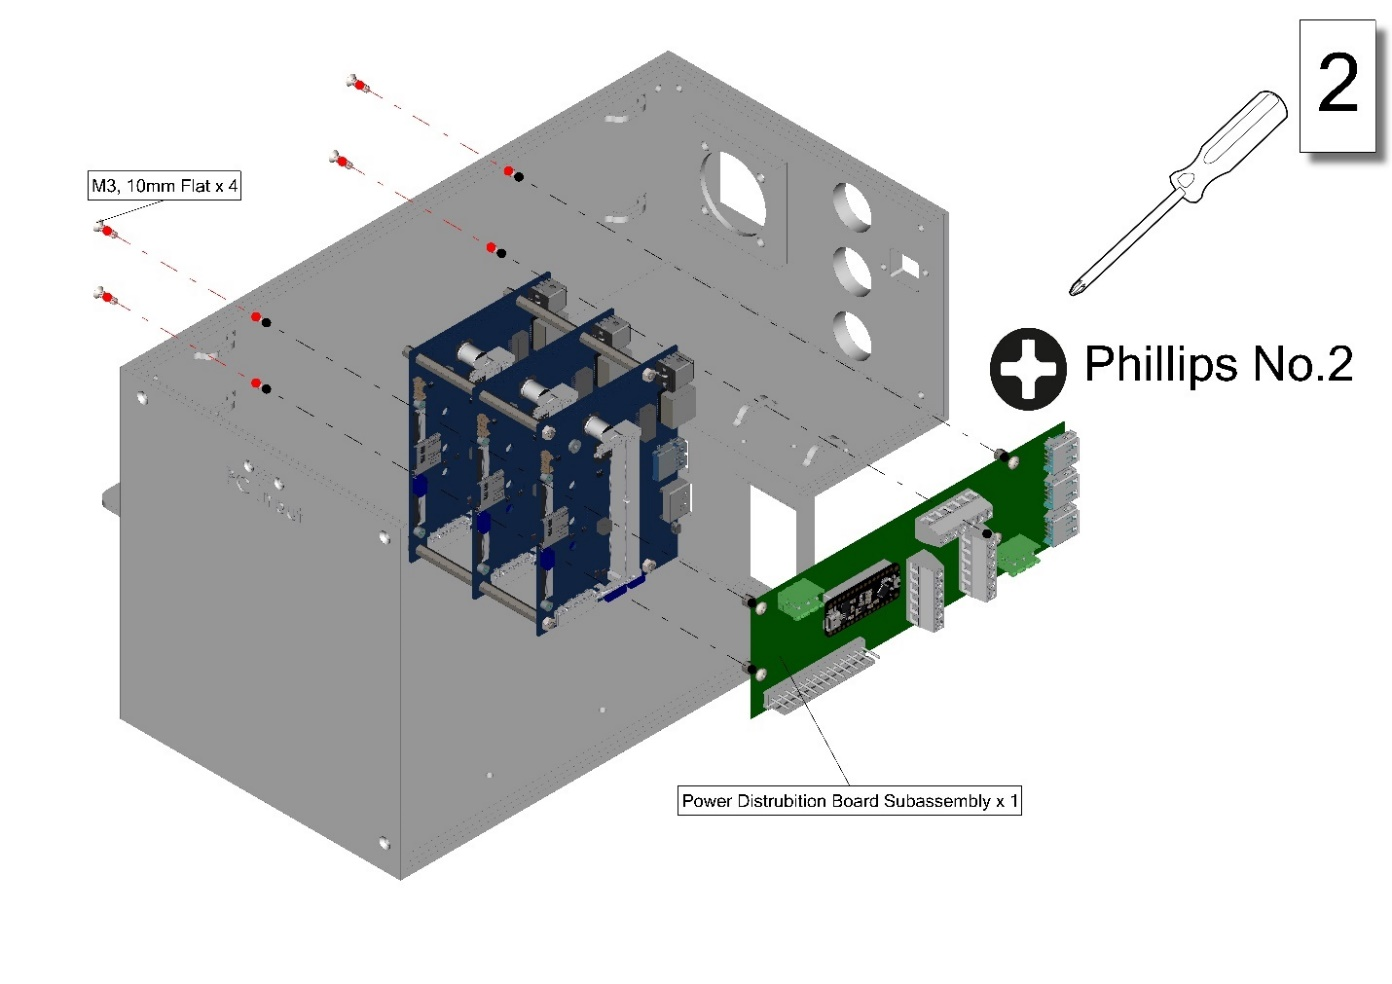 2
M3, 10mm Flat x 4
Phillips No.2
Power Distrubition Board Subassembly x 1